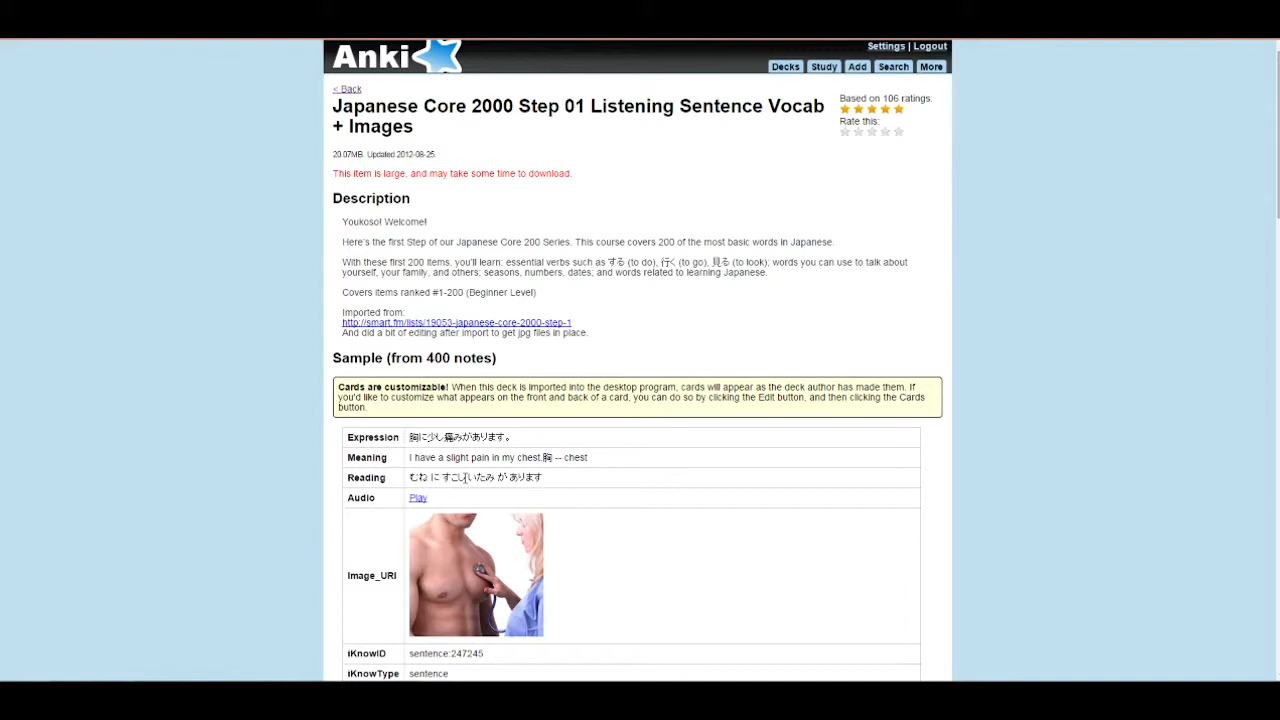 Settings | Logout
Anki
Decks Study Add Search More
< Back
Japanese Core 2000 Step 01 Listening Sentence Vocab
+ Images
Based on 106 ratings:
Rate this:
20.07MB. Updated 2012-08-25.
This item is large, and may take some time to download.
Description
Youkoso! Welcome!
Here's the first Step of our Japanese Core 200 Series. This course covers 200 of the most basic words in Japanese.
With these first 200 items, you'll learn: essential verbs such as する (to do), 行く (to go), 見る (to look); words you can use to talk about
yourself, your family, and others; seasons, numbers, dates; and words related to learning Japanese.
Covers items ranked #1-200 (Beginner Level)
Imported from:
http://smart.fm/lists/19053-japanese-core-2000-step-1
And did a bit of editing after import to get jpg files in place.
Sample (from 400 notes)
Cards are customizable! When this deck is imported into the desktop program, cards will appear as the deck author has made them. If
you'd like to customize what appears on the front and back of a card, you can do so by clicking the Edit button, and then clicking the Cards
button.
Expression 胸に少し痛みがあります。
Meaning I have a slight pain in my chest.胸 -- chest
Reading むね に すこし いたみ が あります
Audio Play
Image_URI
iKnowID sentence:247245
iKnowType sentence